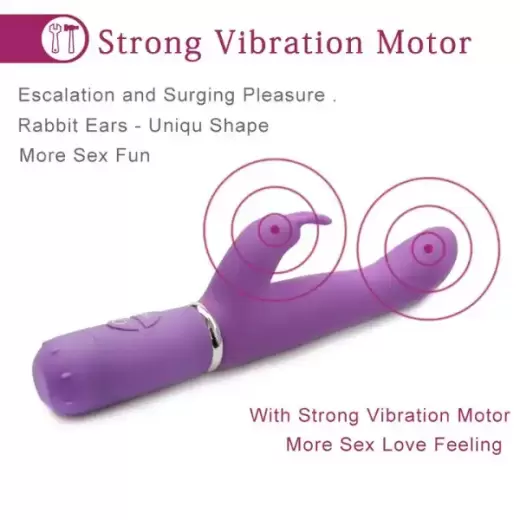 Strong Vibration Motor
Escalation and Surging Pleasure .
Rabbit Ears - Uniqu Shape
More Sex Fun
With Strong Vibration Motor
More Sex Love Feeling